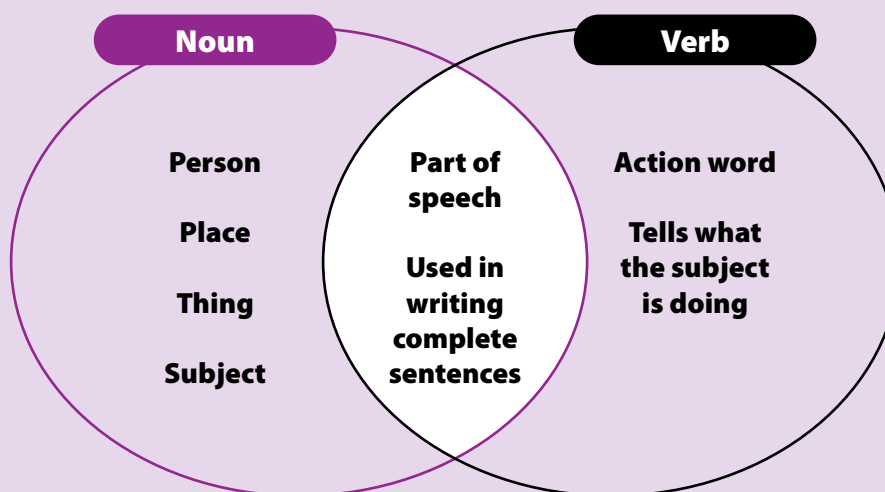 Noun
Verb
Person
Place
Thing
Subject
Part of
speech
Used in
writing
complete
sentences
Action word
Tells what
the subject
is doing